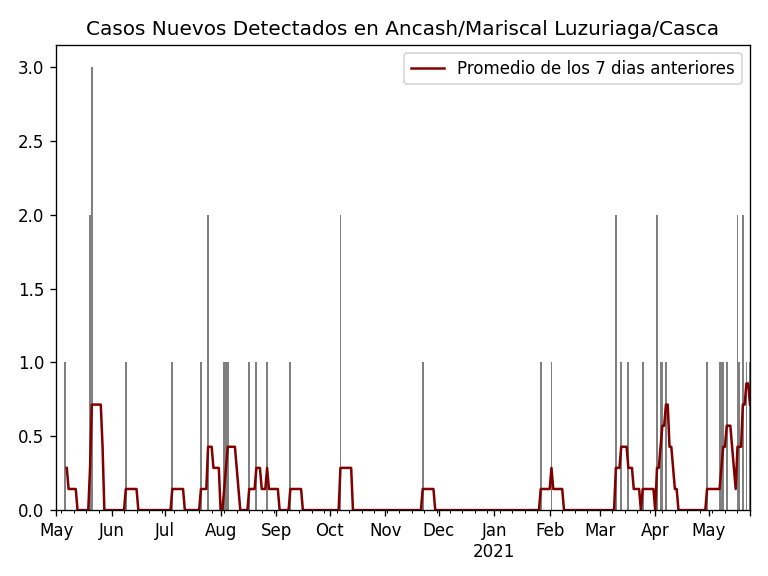 Casos Nuevos Detectados en Ancash/Mariscal Luzuriaga/Casca
Promedio de los 7 dias anteriores
3.0
2.5
2.0
1.5
1.0
0.5
0.0
May Jun Jul Aug Sep Oct Nov Dec Jan Feb Mar Apr May
2021